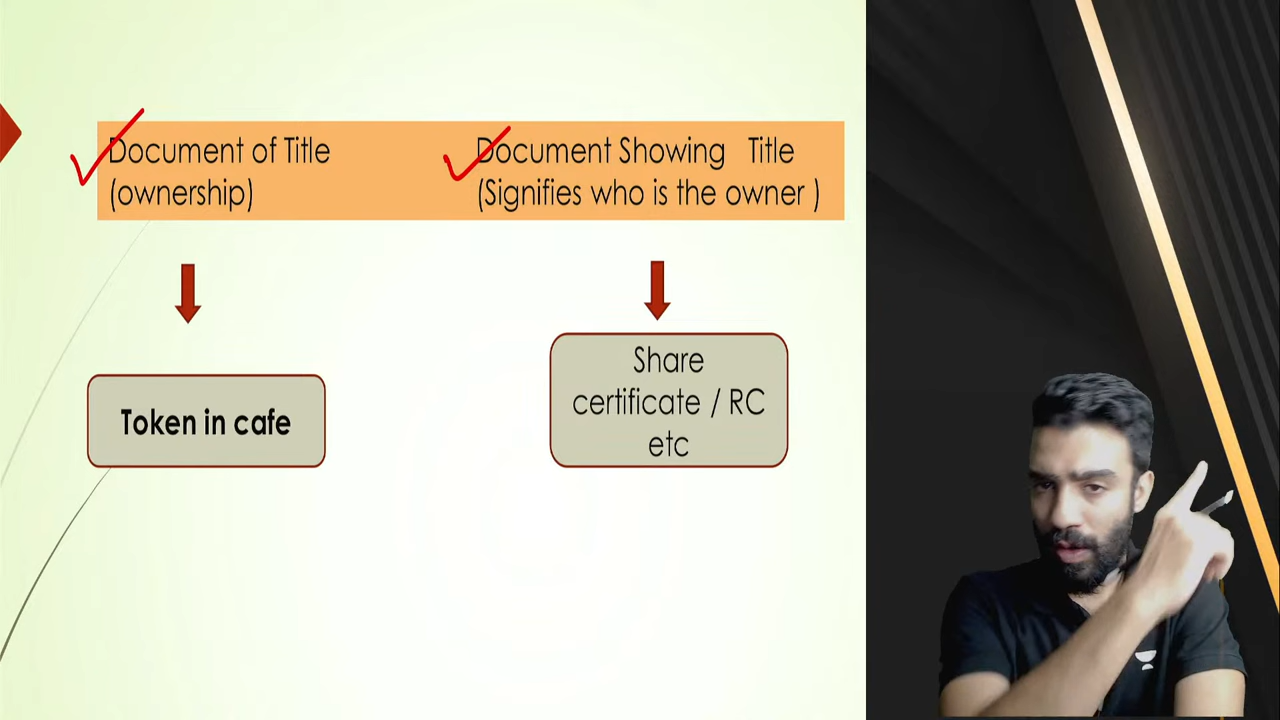 Document of Title
(ownership)
Document Showing Title
(Signifies who is the owner )
Token in cafe
Share
certificate / RC
etc